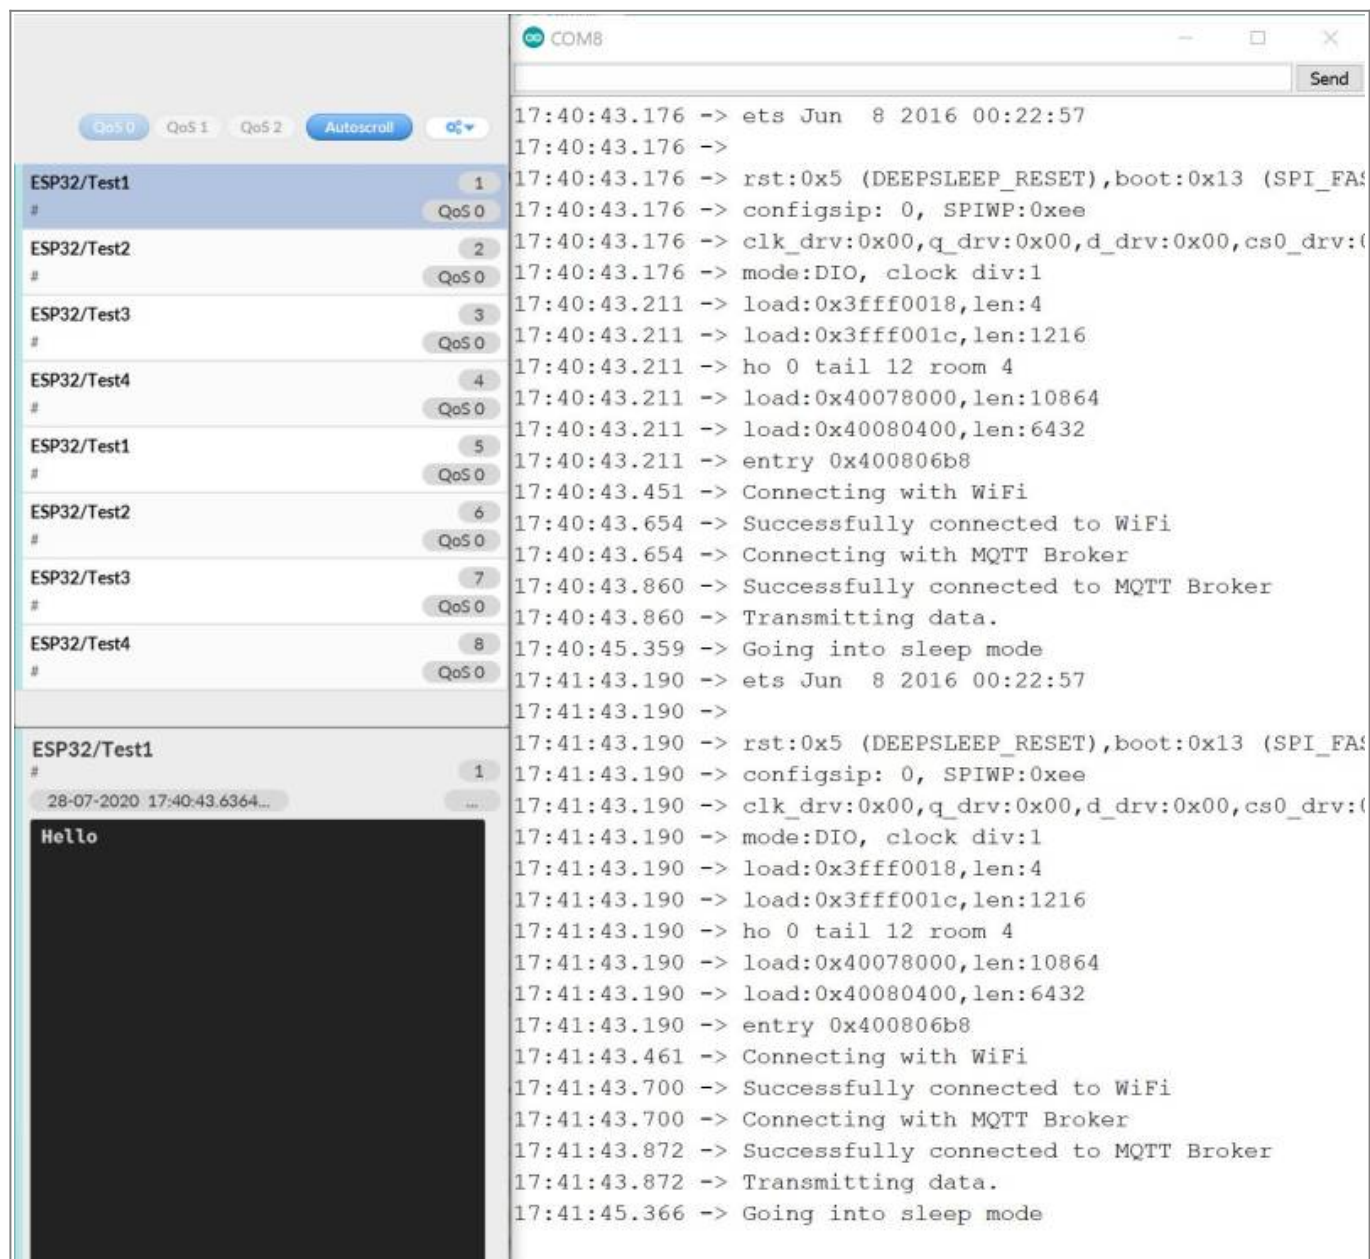 QoS 0 QoS 1 QoS 2 Autoscroll
ESP32/Test1 1
# QoS 0
ESP32/Test2 2
# QoS 0
ESP32/Test3 3
# QoS 0
ESP32/Test4 4
# QoS 0
ESP32/Test1 5
# QoS 0
ESP32/Test2 6
# QoS 0
ESP32/Test3 7
# QoS 0
ESP32/Test4 8
# QoS 0
ESP32/Test1
# 1
28-07-2020 17:40:43.6364... ...
Hello
COM8
Send
17:40:43.176 -> ets Jun  8 2016 00:22:57
17:40:43.176 ->
17:40:43.176 -> rst:0x5 (DEEPSLEEP_RESET),boot:0x13 (SPI_FAS
17:40:43.176 -> configsip: 0, SPIWP:0xee
17:40:43.176 -> clk_drv:0x00,q_drv:0x00,d_drv:0x00,cs0_drv:0
17:40:43.176 -> mode:DIO, clock div:1
17:40:43.211 -> load:0x3fff0018,len:4
17:40:43.211 -> load:0x3fff001c,len:1216
17:40:43.211 -> ho 0 tail 12 room 4
17:40:43.211 -> load:0x40078000,len:10864
17:40:43.211 -> load:0x40080400,len:6432
17:40:43.211 -> entry 0x400806b8
17:40:43.451 -> Connecting with WiFi
17:40:43.654 -> Successfully connected to WiFi
17:40:43.654 -> Connecting with MQTT Broker
17:40:43.860 -> Successfully connected to MQTT Broker
17:40:43.860 -> Transmitting data.
17:40:45.359 -> Going into sleep mode
17:41:43.190 -> ets Jun  8 2016 00:22:57
17:41:43.190 ->
17:41:43.190 -> rst:0x5 (DEEPSLEEP_RESET),boot:0x13 (SPI_FAS
17:41:43.190 -> configsip: 0, SPIWP:0xee
17:41:43.190 -> clk_drv:0x00,q_drv:0x00,d_drv:0x00,cs0_drv:0
17:41:43.190 -> mode:DIO, clock div:1
17:41:43.190 -> load:0x3fff0018,len:4
17:41:43.190 -> load:0x3fff001c,len:1216
17:41:43.190 -> ho 0 tail 12 room 4
17:41:43.190 -> load:0x40078000,len:10864
17:41:43.190 -> load:0x40080400,len:6432
17:41:43.190 -> entry 0x400806b8
17:41:43.461 -> Connecting with WiFi
17:41:43.700 -> Successfully connected to WiFi
17:41:43.700 -> Connecting with MQTT Broker
17:41:43.872 -> Successfully connected to MQTT Broker
17:41:43.872 -> Transmitting data.
17:41:45.366 -> Going into sleep mode